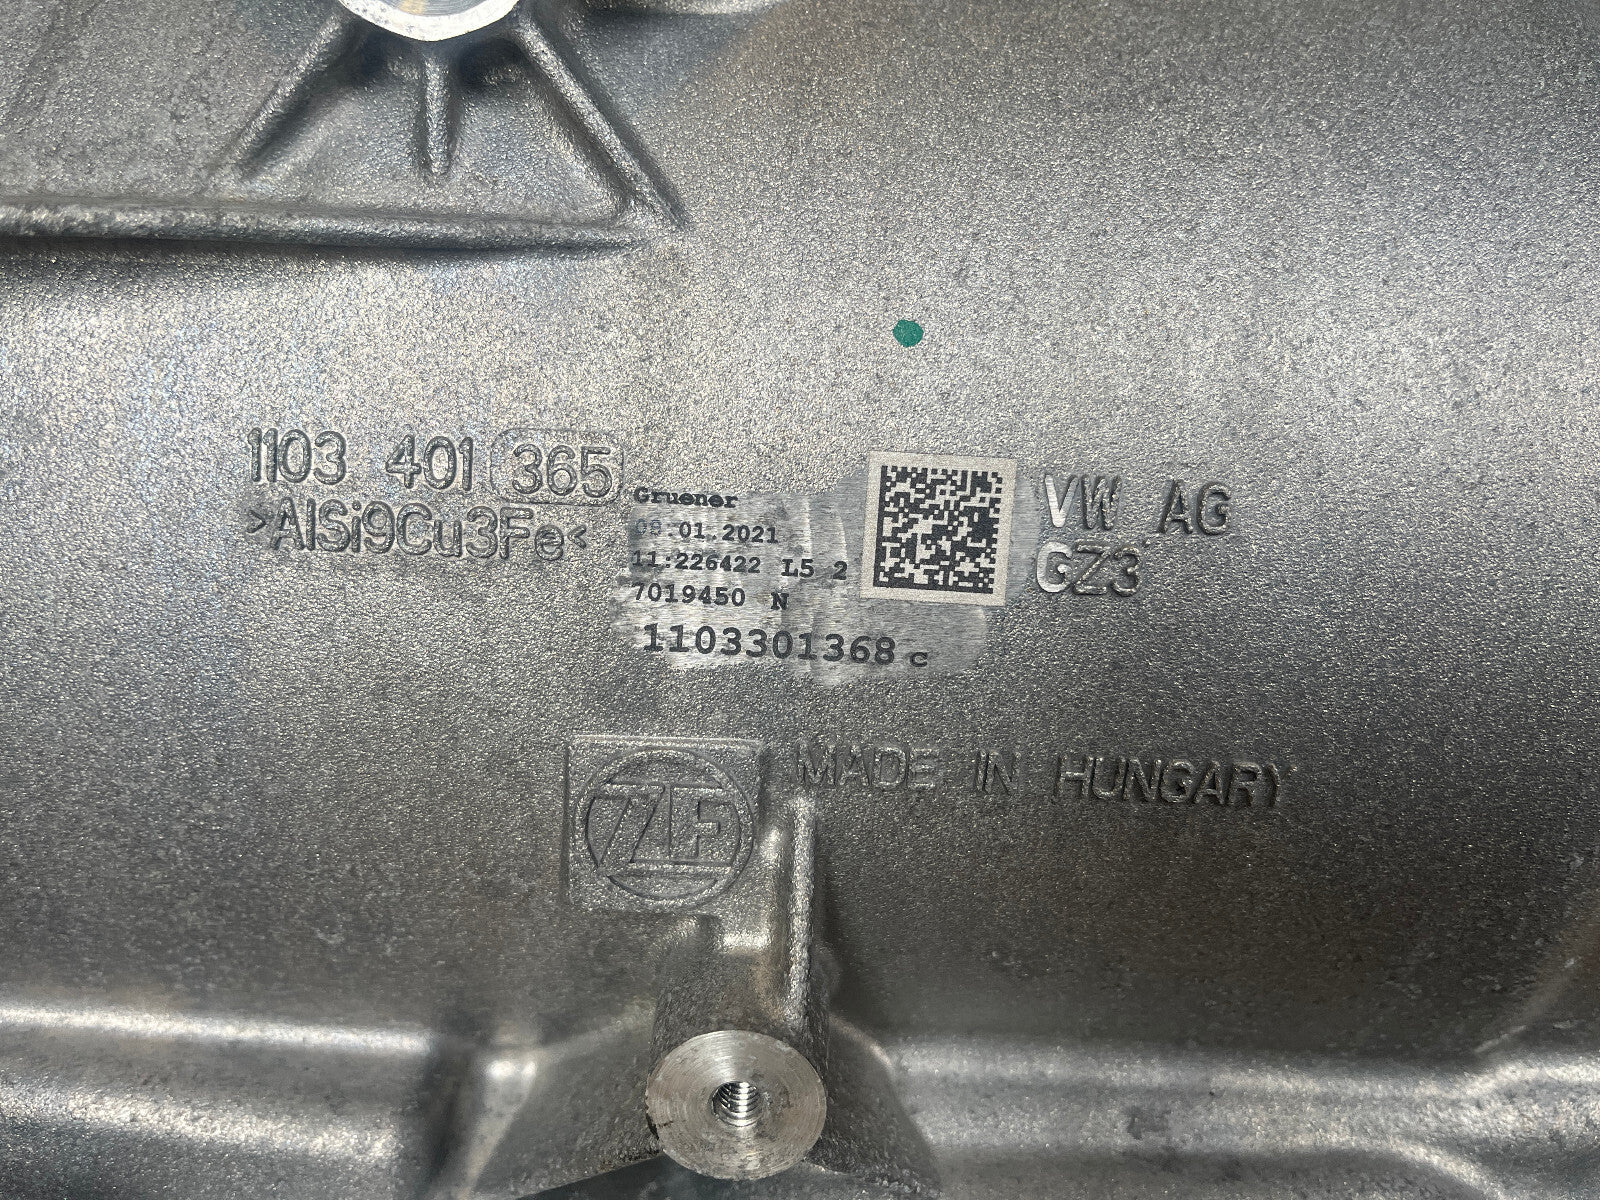 1103 401 365
>AlSi9Cu3Fe<
Gruener
.01.2021
11:226422 L5 2
7019450 N
1103301368 c
VW AG
GZ3
ZF
MADE IN HUNGARY